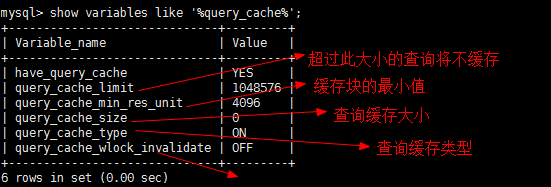 mysql> show variables like '%query_cache%';
+------------------------------+---------+
| Variable_name | Value |
+------------------------------+---------+
| have_query_cache | YES | 超过此大小的查询将不缓存
| query_cache_limit | 1048576 |
| query_cache_min_res_unit | 4096 | 缓存块的最小值
| query_cache_size | 0 | 查询缓存大小
| query_cache_type | ON |
| query_cache_wlock_invalidate | OFF | 查询缓存类型
+------------------------------+---------+
6 rows in set (0.00 sec)